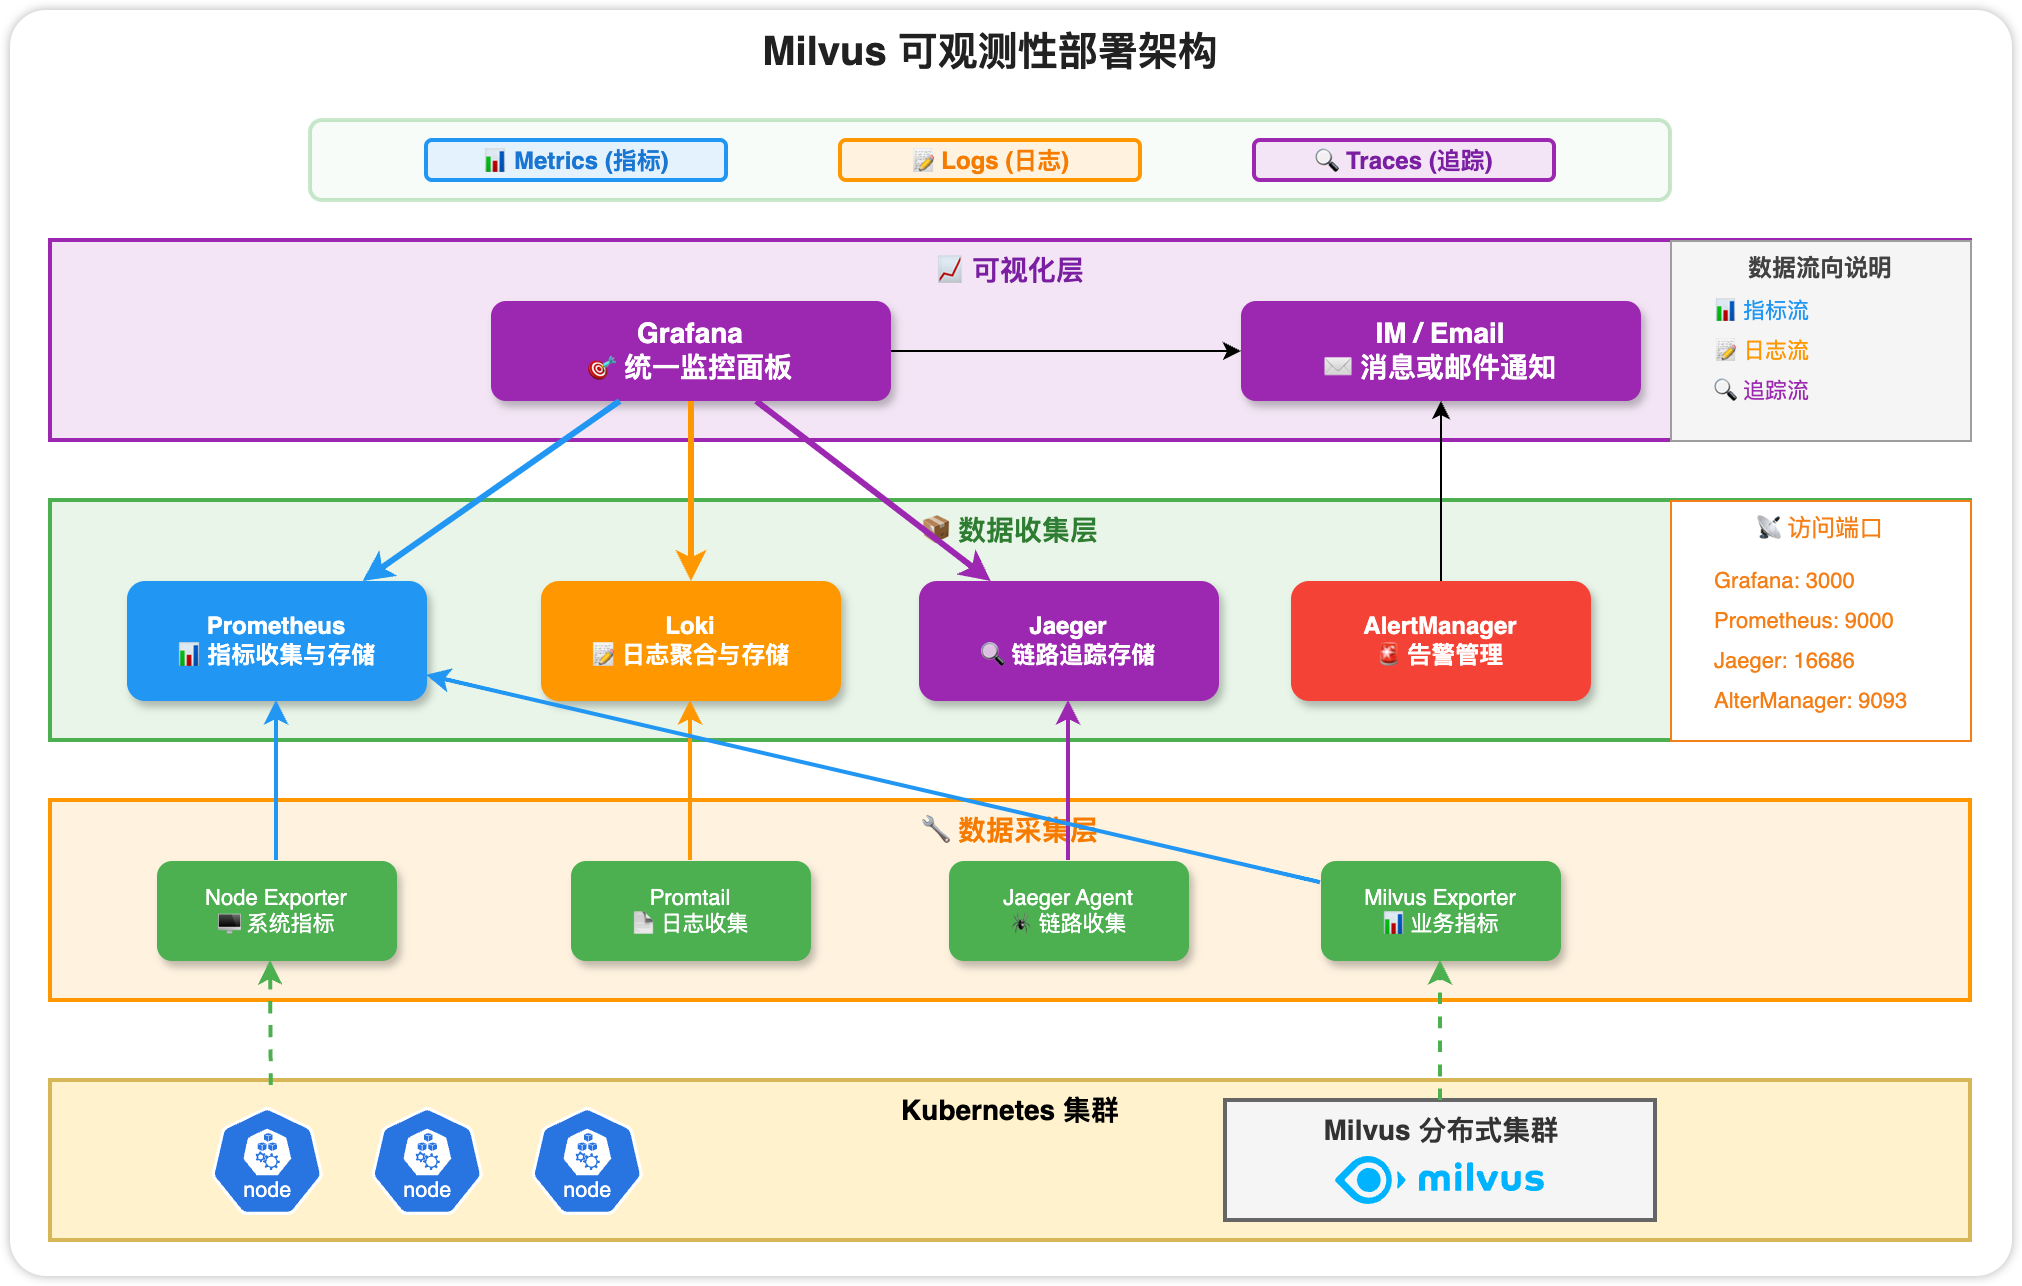 Milvus 可观测性部署架构
📊 Metrics (指标)
📝 Logs (日志)
🔍 Traces (追踪)
📈 可视化层
Grafana
🎯 统一监控面板
IM / Email
✉️ 消息或邮件通知
数据流向说明
📊 指标流
📝 日志流
🔍 追踪流
📦 数据收集层
Prometheus
📊 指标收集与存储
Loki
📝 日志聚合与存储
Jaeger
🔍 链路追踪存储
AlertManager
🚨 告警管理
📡 访问端口
Grafana: 3000
Prometheus: 9000
Jaeger: 16686
AlterManager: 9093
🔧 数据采集层
Node Exporter
🖥️ 系统指标
Promtail
📄 日志收集
Jaeger Agent
🕷️ 链路收集
Milvus Exporter
📊 业务指标
Kubernetes 集群
node
node
node
Milvus 分布式集群
milvus